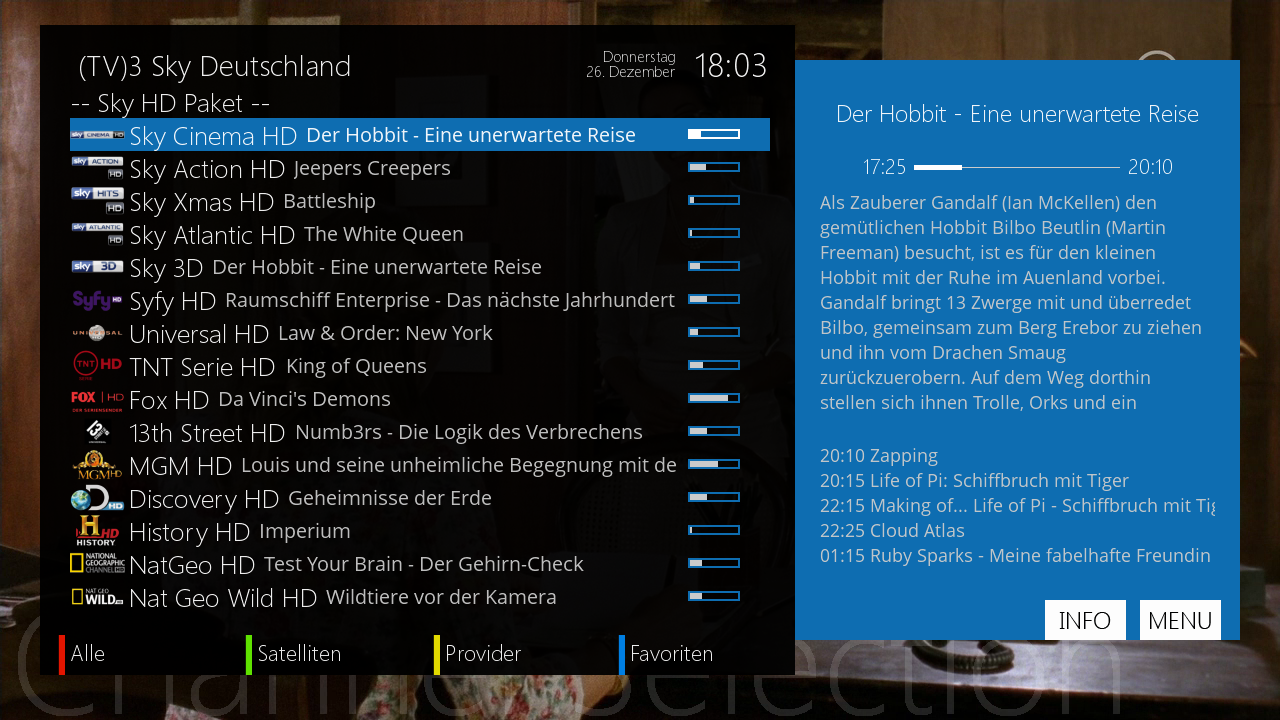 (TV)3 Sky Deutschland
Donnerstag
26. Dezember
18:03
-- Sky HD Paket --
sky CINEMA HD Sky Cinema HD Der Hobbit - Eine unerwartete Reise
sky ACTION HD Sky Action HD Jeepers Creepers
sky HITS HD Sky Xmas HD Battleship
sky ATLANTIC HD Sky Atlantic HD The White Queen
sky 3D Sky 3D Der Hobbit - Eine unerwartete Reise
Syfy HD Syfy HD Raumschiff Enterprise - Das nächste Jahrhundert
UNIVERSAL Universal HD Law & Order: New York
TNT HD TNT Serie HD King of Queens
FOX HD DER SERIENSENDER Fox HD Da Vinci's Demons
13 13th Street HD Numb3rs - Die Logik des Verbrechens
MGM HD MGM HD Louis und seine unheimliche Begegnung mit de
D HD Discovery HD Geheimnisse der Erde
H HD HISTORY History HD Imperium
NATIONAL GEOGRAPHIC CHANNEL HD NatGeo HD Test Your Brain - Der Gehirn-Check
NAT GEO WILD HD Nat Geo Wild HD Wildtiere vor der Kamera
Alle
Satelliten
Provider
Favoriten
Der Hobbit - Eine unerwartete Reise
17:25
20:10
Als Zauberer Gandalf (Ian McKellen) den
gemütlichen Hobbit Bilbo Beutlin (Martin
Freeman) besucht, ist es für den kleinen
Hobbit mit der Ruhe im Auenland vorbei.
Gandalf bringt 13 Zwerge mit und überredet
Bilbo, gemeinsam zum Berg Erebor zu ziehen
und ihn vom Drachen Smaug
zurückzuerobern. Auf dem Weg dorthin
stellen sich ihnen Trolle, Orks und ein
20:10 Zapping
20:15 Life of Pi: Schiffbruch mit Tiger
22:15 Making of... Life of Pi - Schiffbruch mit Tig
22:25 Cloud Atlas
01:15 Ruby Sparks - Meine fabelhafte Freundin
INFO
MENU
Channel Selection